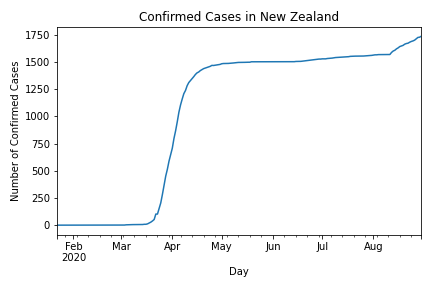 Confirmed Cases in New Zealand
Number of Confirmed Cases
1750
1500
1250
1000
750
500
250
0
Feb Mar Apr May Jun Jul Aug
2020
Day